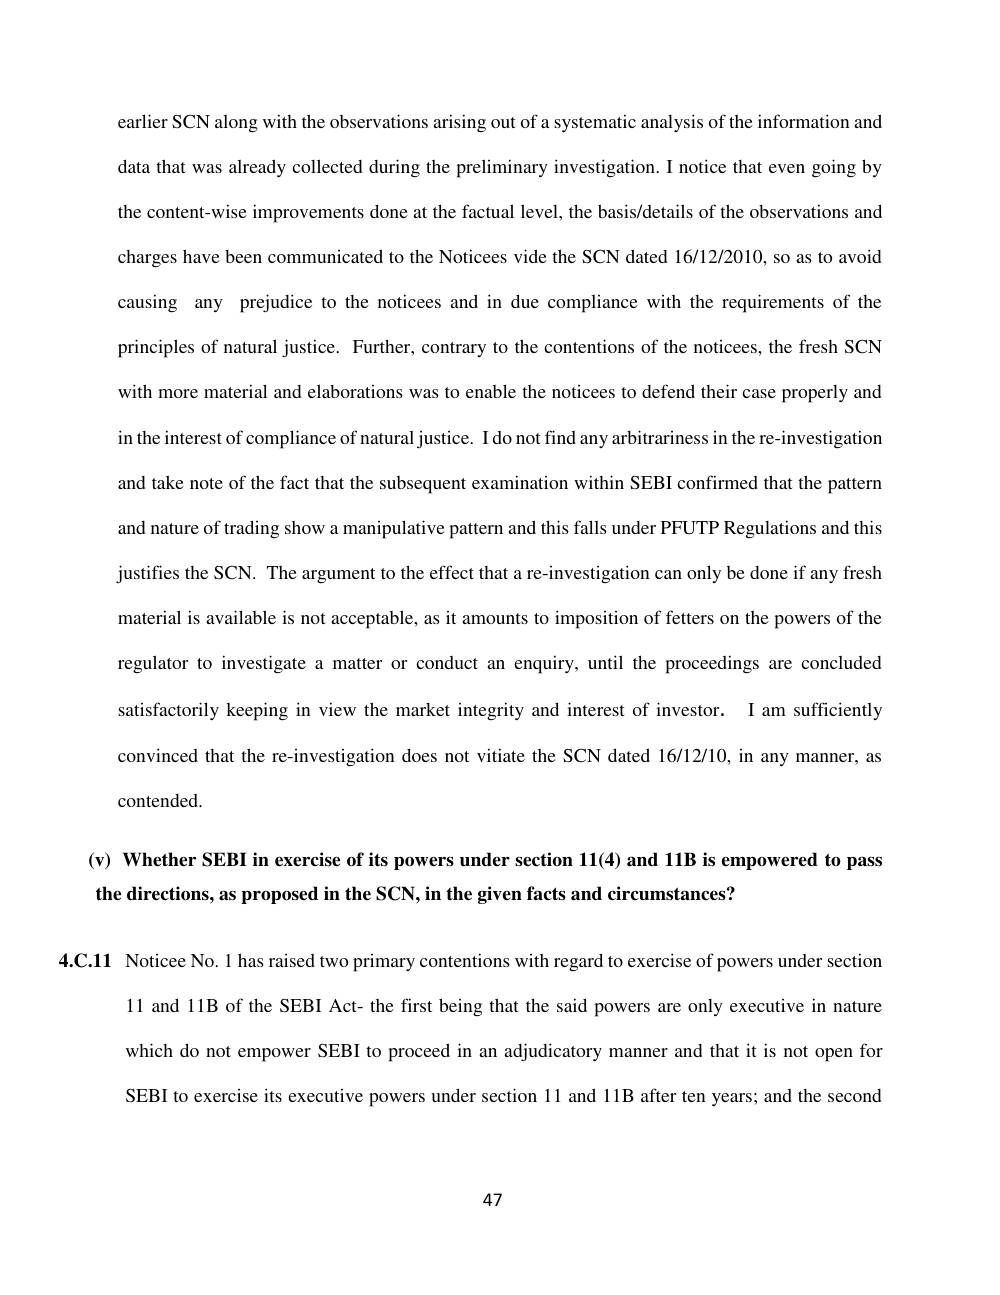 earlier SCN along with the observations arising out of a systematic analysis of the information and
data that was already collected during the preliminary investigation. I notice that even going by
the content-wise improvements done at the factual level, the basis/details of the observations and
charges have been communicated to the Noticees vide the SCN dated 16/12/2010, so as to avoid
causing any prejudice to the noticees and in due compliance with the requirements of the
principles of natural justice. Further, contrary to the contentions of the noticees, the fresh SCN
with more material and elaborations was to enable the noticees to defend their case properly and
in the interest of compliance of natural justice. I do not find any arbitrariness in the re-investigation
and take note of the fact that the subsequent examination within SEBI confirmed that the pattern
and nature of trading show a manipulative pattern and this falls under PFUTP Regulations and this
justifies the SCN. The argument to the effect that a re-investigation can only be done if any fresh
material is available is not acceptable, as it amounts to imposition of fetters on the powers of the
regulator to investigate a matter or conduct an enquiry, until the proceedings are concluded
satisfactorily keeping in view the market integrity and interest of investor. I am sufficiently
convinced that the re-investigation does not vitiate the SCN dated 16/12/10, in any manner, as
contended.
(v) Whether SEBI in exercise of its powers under section 11(4) and 11B is empowered to pass
the directions, as proposed in the SCN, in the given facts and circumstances?
4.C.11 Noticee No. 1 has raised two primary contentions with regard to exercise of powers under section
11 and 11B of the SEBI Act- the first being that the said powers are only executive in nature
which do not empower SEBI to proceed in an adjudicatory manner and that it is not open for
SEBI to exercise its executive powers under section 11 and 11B after ten years; and the second
47